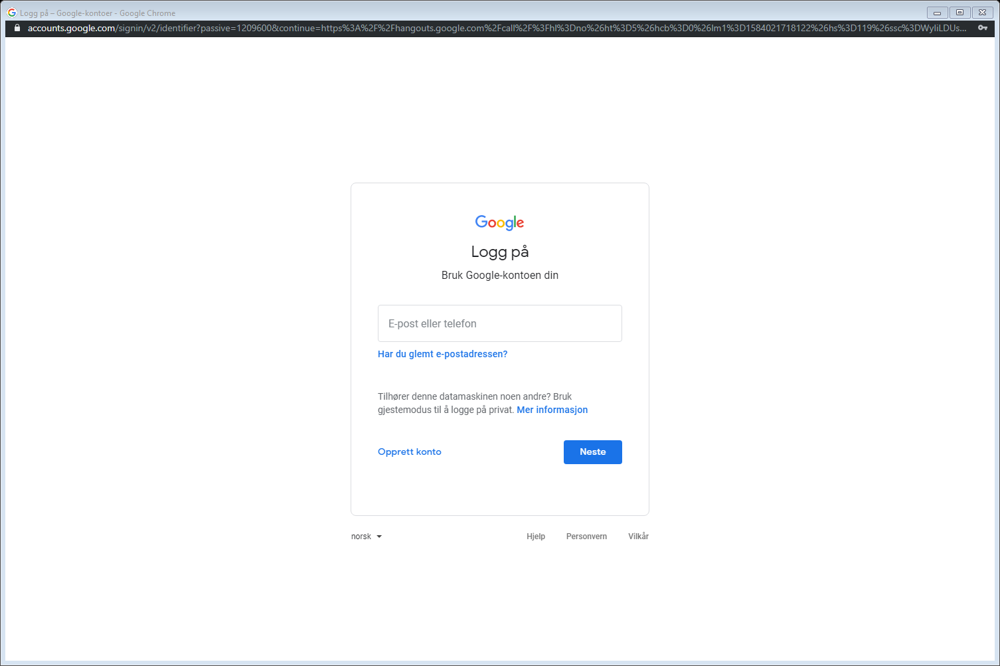 Logg på – Google-kontoer - Google Chrome
accounts.google.com/signin/v2/identifier?passive=1209600&continue=https%3A%2F%2Fhangouts.google.com%2Fcall%2F%3Fhl%3Dno%26ht%3D5%26hcb%3D0%26lm1%3D1584021718122%26hs%3D119%26ssc%3DWyIiLDUs...
Google
Logg på
Bruk Google-kontoen din
E-post eller telefon
Har du glemt e-postadressen?
Tilhører denne datamaskinen noen andre? Bruk
gjestemodus til å logge på privat. Mer informasjon
Opprett konto Neste
norsk Hjelp Personvern Vilkår